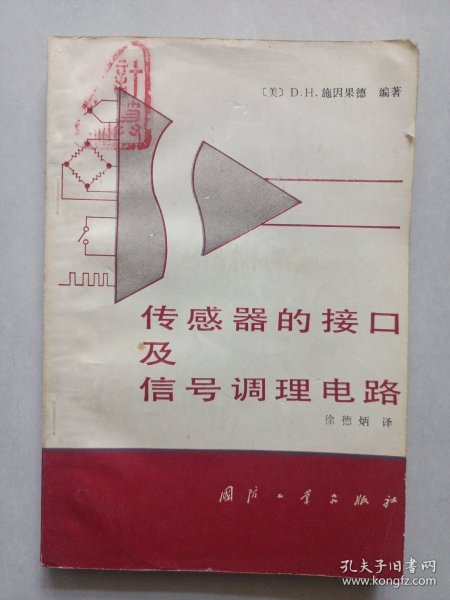 〔美〕D.H.施因果德 编著
传感器的接口
及
信号调理电路
徐德炳 译
国防工业出版社
孔夫子旧书网
www.kongfz.com